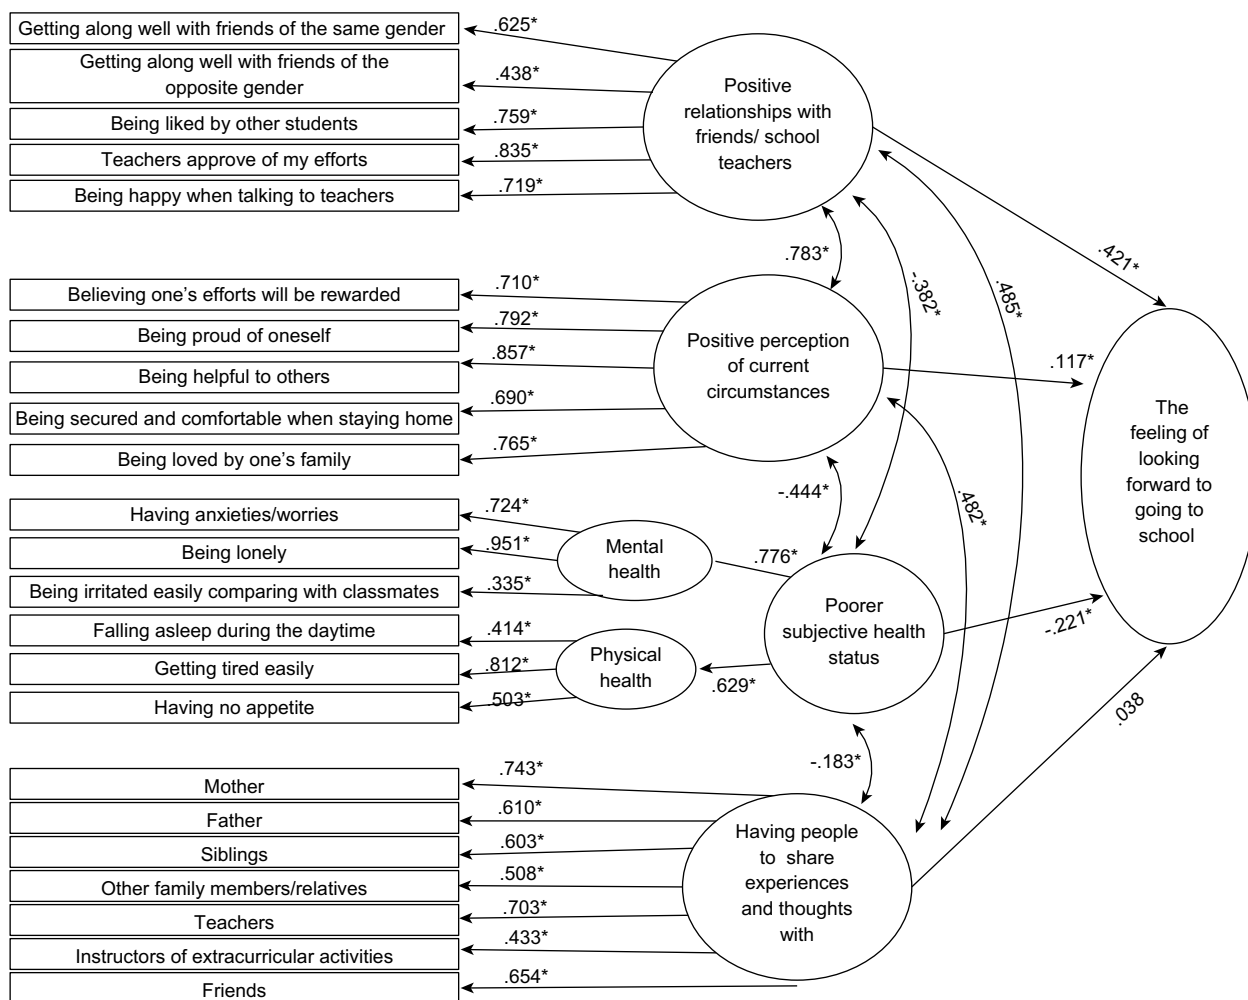 Getting along well with friends of the same gender
.625*
Getting along well with friends of the
opposite gender
.438*
Being liked by other students
.759*
Teachers approve of my efforts
.835*
Being happy when talking to teachers
.719*
Positive
relationships with
friends/ school
teachers
.421*
.783*
-.382*
.485*
Believing one’s efforts will be rewarded
.710*
Being proud of oneself
.792*
Being helpful to others
.857*
Being secured and comfortable when staying home
.690*
Being loved by one’s family
.765*
Positive perception
of current
circumstances
.117*
-.444*
.482*
The
feeling of
looking
forward to
going to
school
Having anxieties/worries
.724*
Being lonely
.951*
Being irritated easily comparing with classmates
.335*
Mental
health
.776*
Falling asleep during the daytime
.414*
Getting tired easily
.812*
Having no appetite
.503*
Physical
health
.629*
Poorer
subjective health
status
-.221*
-.183*
.038
Mother
.743*
Father
.610*
Siblings
.603*
Other family members/relatives
.508*
Teachers
.703*
Instructors of extracurricular activities
.433*
Friends
.654*
Having people
to share
experiences
and thoughts
with